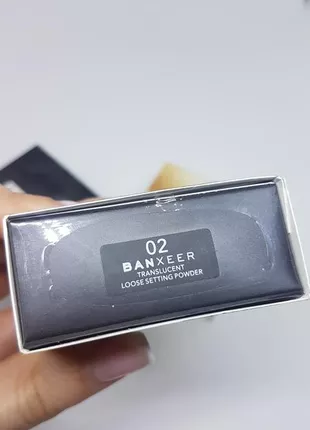 02
BANXEER
TRANSLUCENT
LOOSE SETTING POWDER